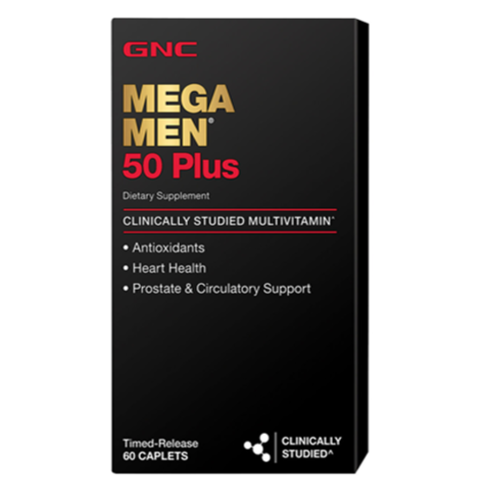 GNC
MEGA
MEN®
50 Plus
Dietary Supplement
CLINICALLY STUDIED MULTIVITAMIN^
• Antioxidants
• Heart Health
• Prostate & Circulatory Support
Timed-Release
60 CAPLETS
CLINICALLY
STUDIED^